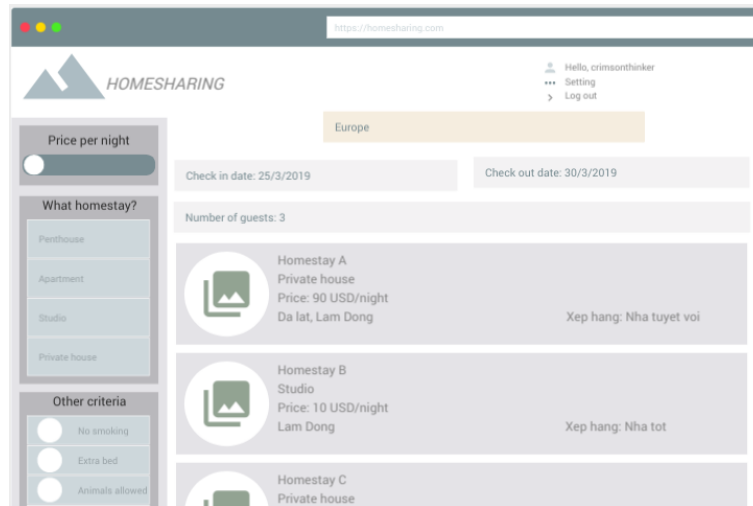 https://homesharing.com
HOMESHARING
Hello, crimsonthinker
Setting
Log out
Europe
Price per night
Check in date: 25/3/2019
Check out date: 30/3/2019
What homestay?
Penthouse
Apartment
Studio
Private house
Number of guests: 3
Homestay A
Private house
Price: 90 USD/night
Da lat, Lam Dong
Xep hang: Nha tuyet voi
Homestay B
Studio
Price: 10 USD/night
Lam Dong
Xep hang: Nha tot
Other criteria
No smoking
Extra bed
Animals allowed
Homestay C
Private house